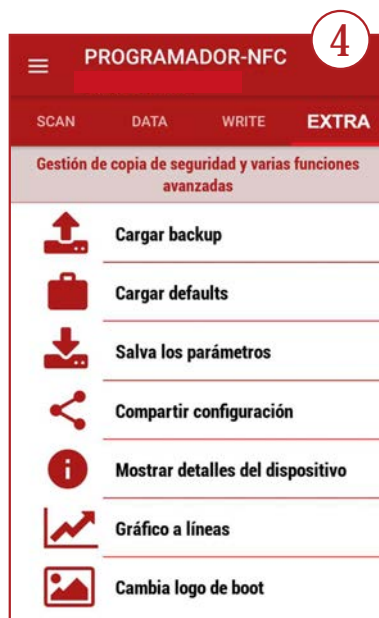 4
PROGRAMADOR-NFC
SCAN DATA WRITE EXTRA
Gestión de copia de seguridad y varias funciones
avanzadas
Cargar backup
Cargar defaults
Salva los parámetros
Compartir configuración
Mostrar detalles del dispositivo
Gráfico a líneas
Cambia logo de boot